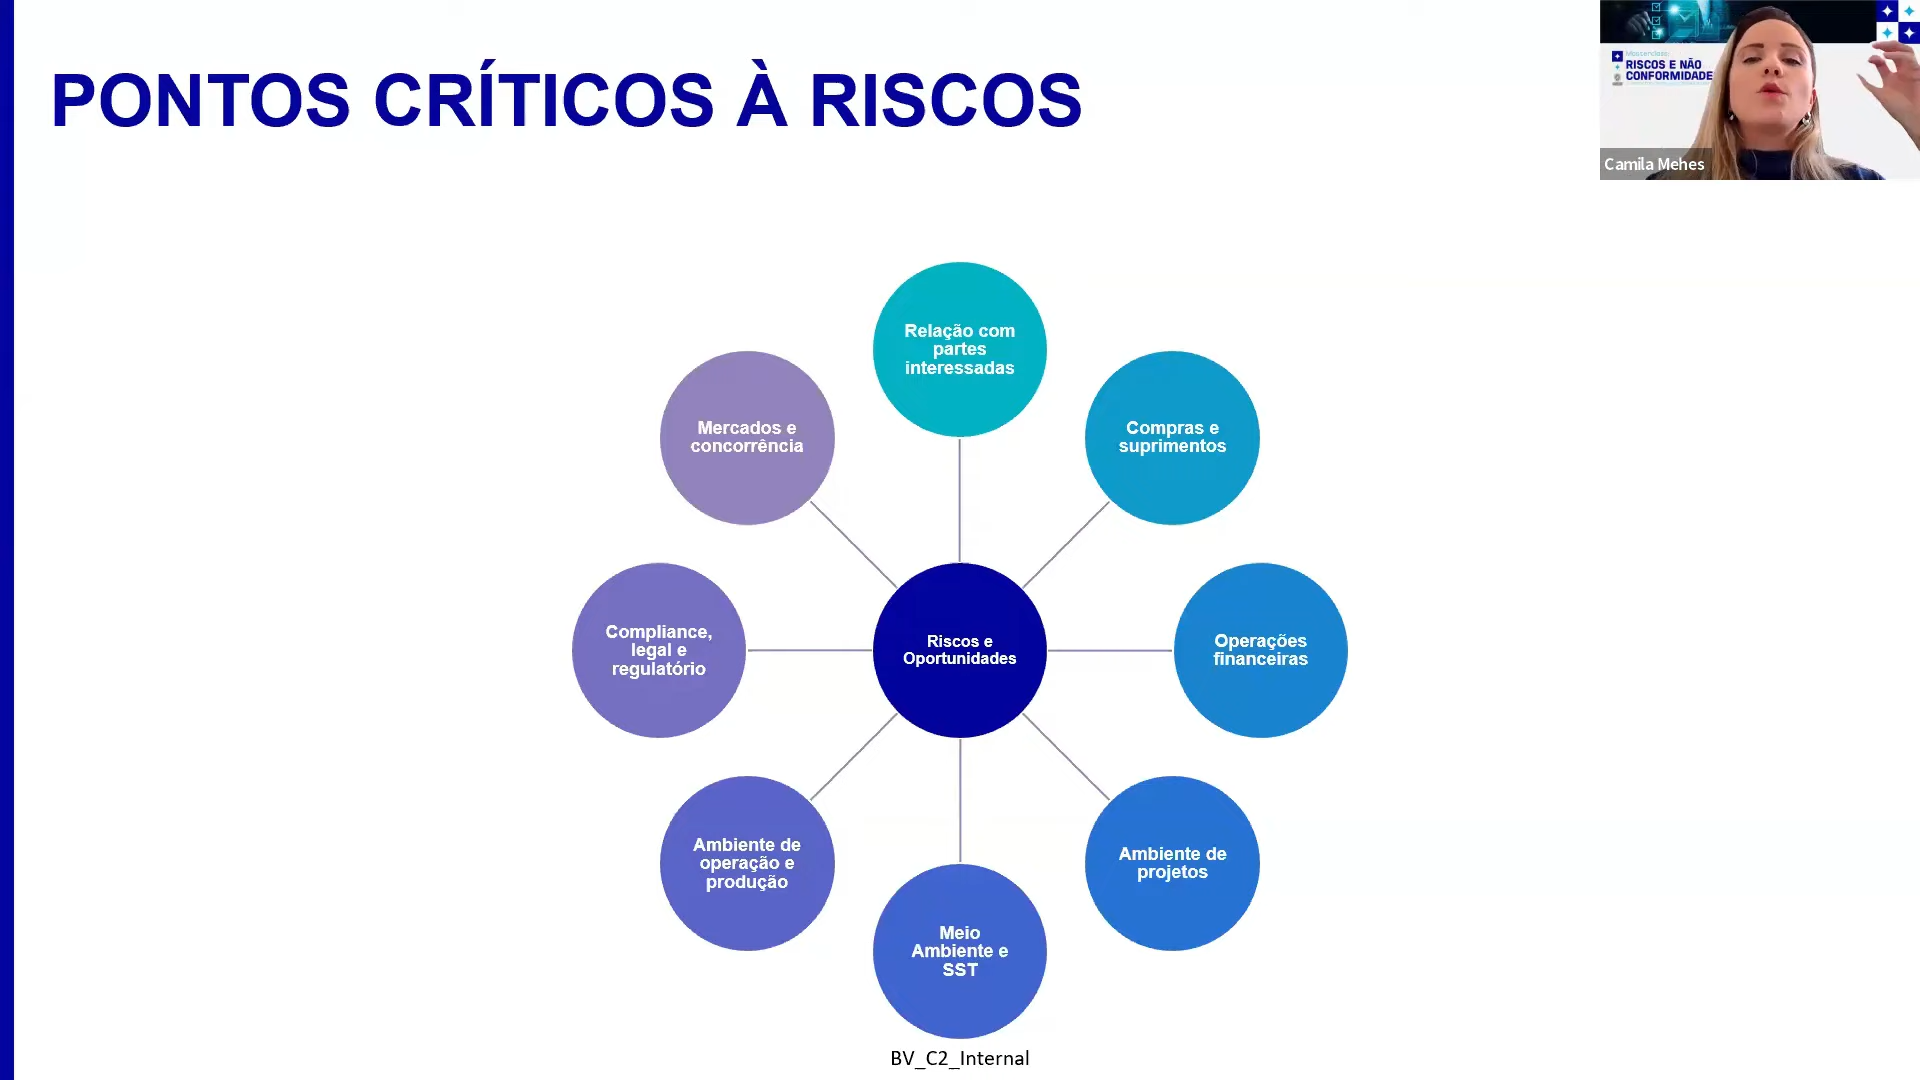 PONTOS CRÍTICOS À RISCOS
Masterclass:
RISCOS E NÃO
CONFORMIDADE
Camila Mehes
Relação com
partes
interessadas
Mercados e
concorrência
Compras e
suprimentos
Compliance,
legal e
regulatório
Riscos e
Oportunidades
Operações
financeiras
Ambiente de
operação e
produção
Ambiente de
projetos
Meio
Ambiente e
SST
BV_C2_Internal